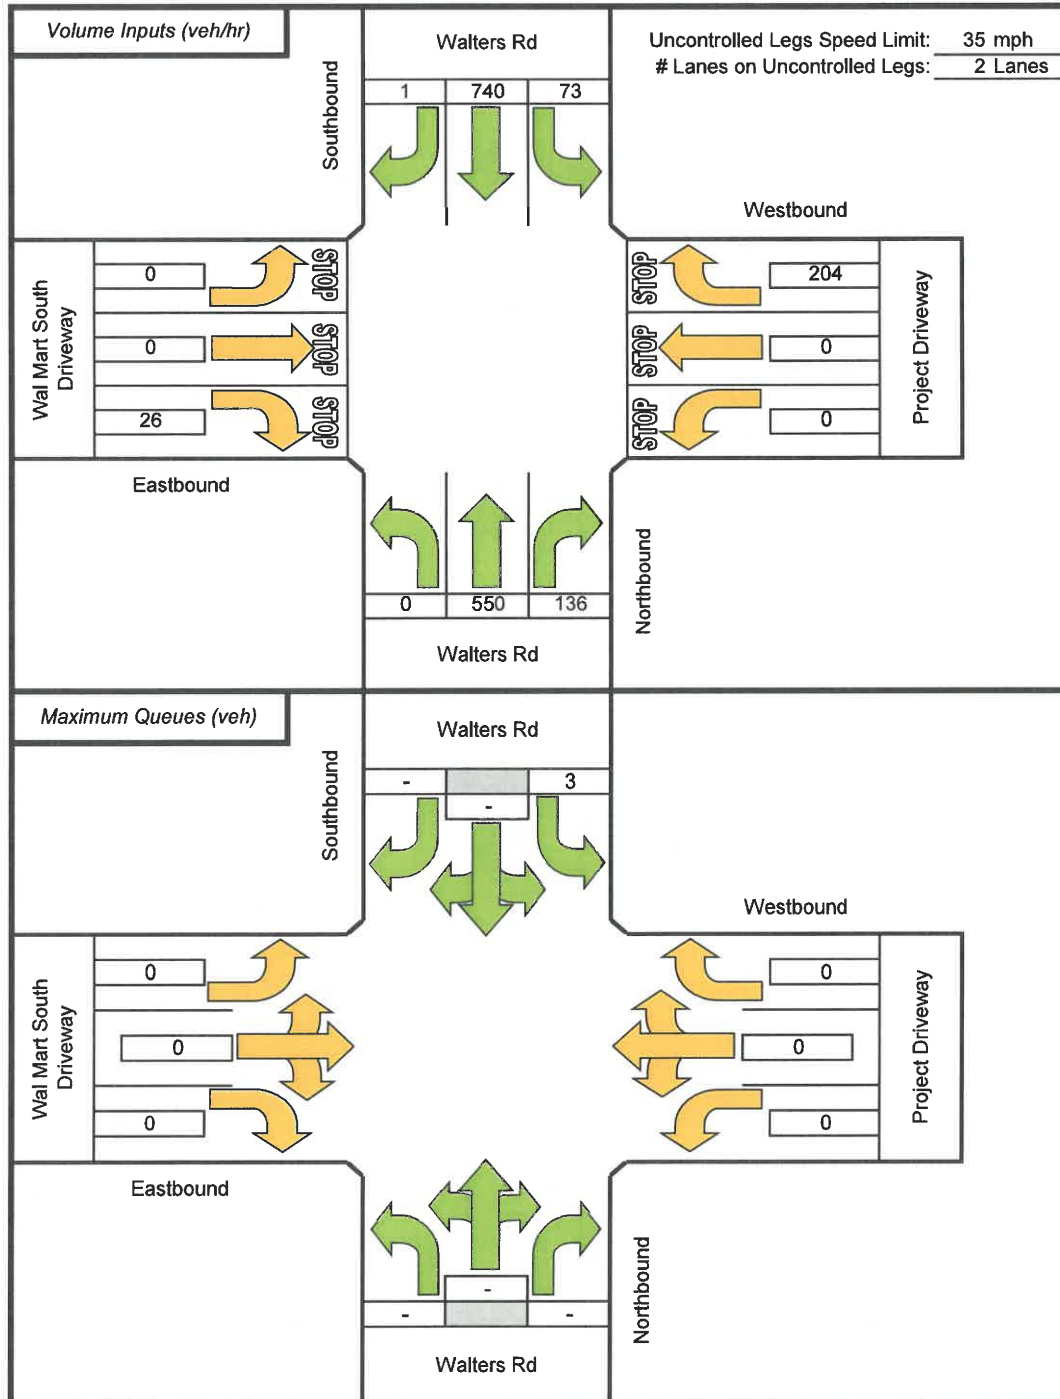 Volume Inputs (veh/hr)
Walters Rd
Uncontrolled Legs Speed Limit: 35 mph
# Lanes on Uncontrolled Legs: 2 Lanes
Southbound
1 740 73
Westbound
Wal Mart South
Driveway
0
STOP
0
STOP
26
STOP
STOP
204
STOP
0
STOP
0
Project Driveway
Eastbound
Northbound
0 550 136
Walters Rd
Maximum Queues (veh)
Walters Rd
Southbound
- 3
-
Westbound
Wal Mart South
Driveway
0
0
0
0
0
0
Project Driveway
Eastbound
Northbound
-
- -
Walters Rd